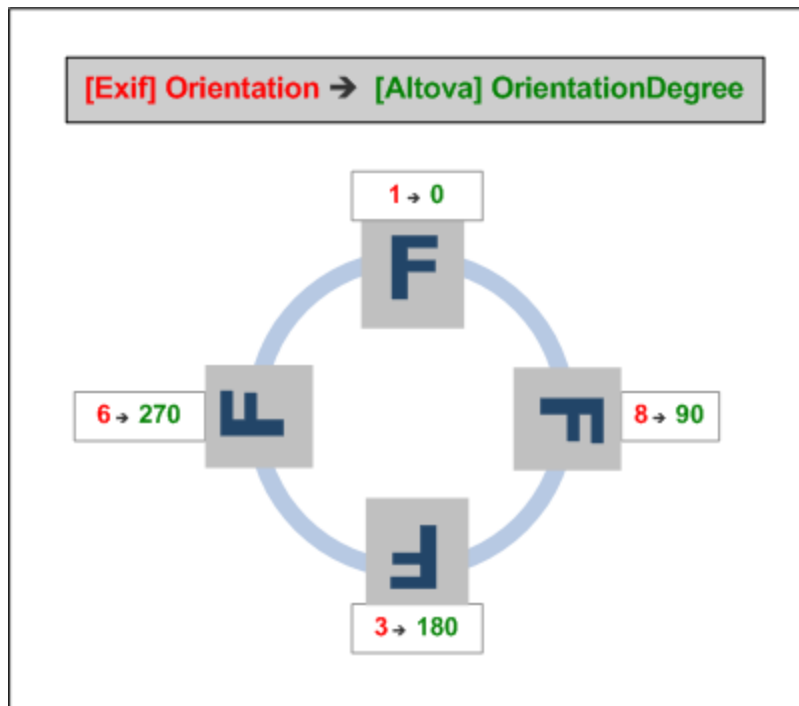 [Exif] Orientation → [Altova] OrientationDegree
1 → 0
F
F
6 → 270
F
8 → 90
F
3 → 180